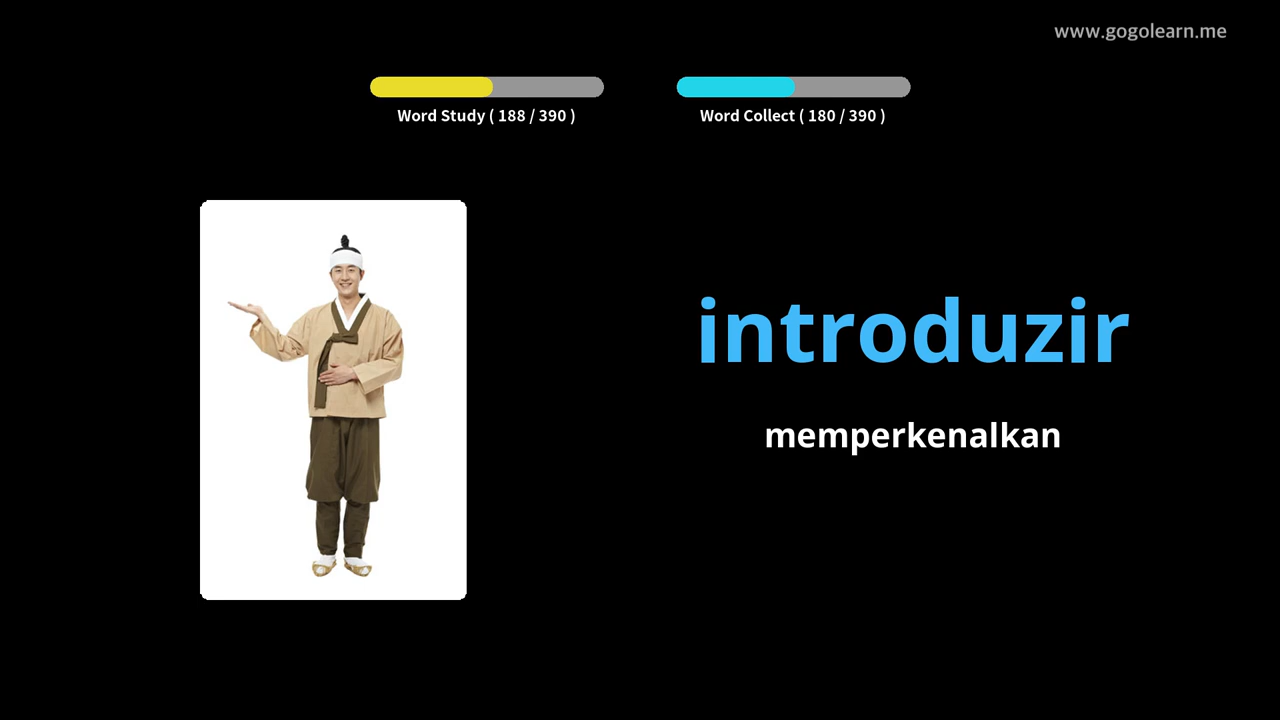 www.gogolearn.me
Word Study ( 188 / 390 )
Word Collect ( 180 / 390 )
introduzir
memperkenalkan